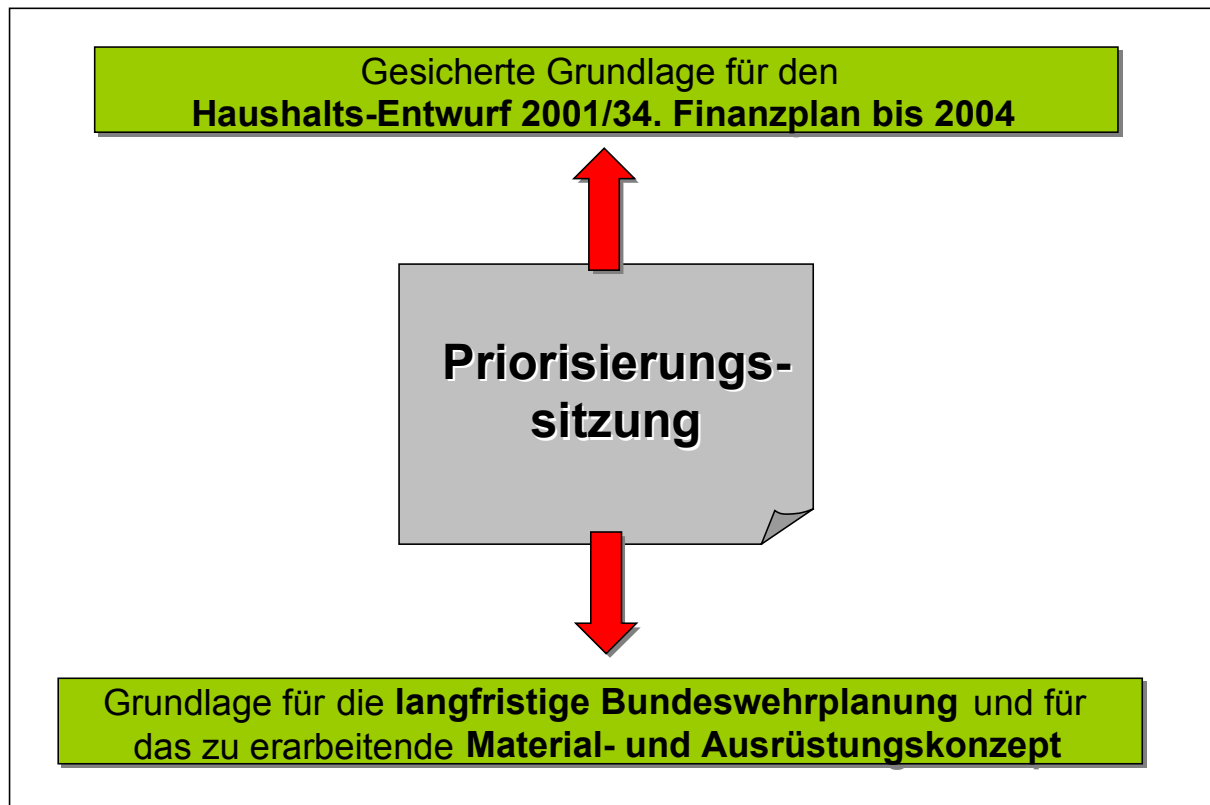 Gesicherte Grundlage für den
Haushalts-Entwurf 2001/34. Finanzplan bis 2004
Priorisierungs-
sitzung
Grundlage für die langfristige Bundeswehrplanung und für
das zu erarbeitende Material- und Ausrüstungskonzept